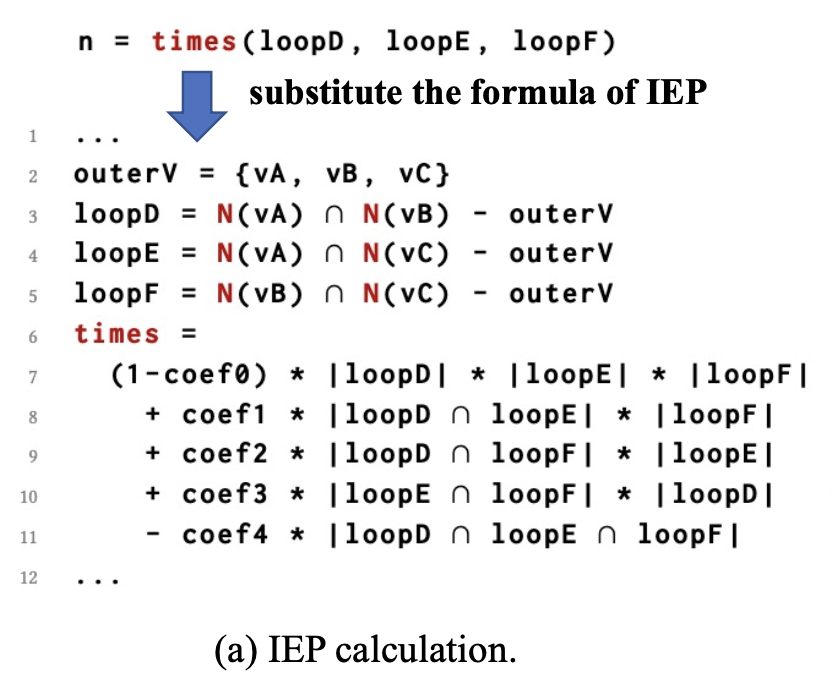 n = times(loopD, loopE, loopF)
substitute the formula of IEP
1 ...
2 outerV = {vA, vB, vC}
3 loopD = N(vA) ∩ N(vB) - outerV
4 loopE = N(vA) ∩ N(vC) - outerV
5 loopF = N(vB) ∩ N(vC) - outerV
6 times =
7 (1-coef0) * |loopD| * |loopE| * |loopF|
8 + coef1 * |loopD ∩ loopE| * |loopF|
9 + coef2 * |loopD ∩ loopF| * |loopE|
10 + coef3 * |loopE ∩ loopF| * |loopD|
11 - coef4 * |loopD ∩ loopE ∩ loopF|
12 ...
(a) IEP calculation.